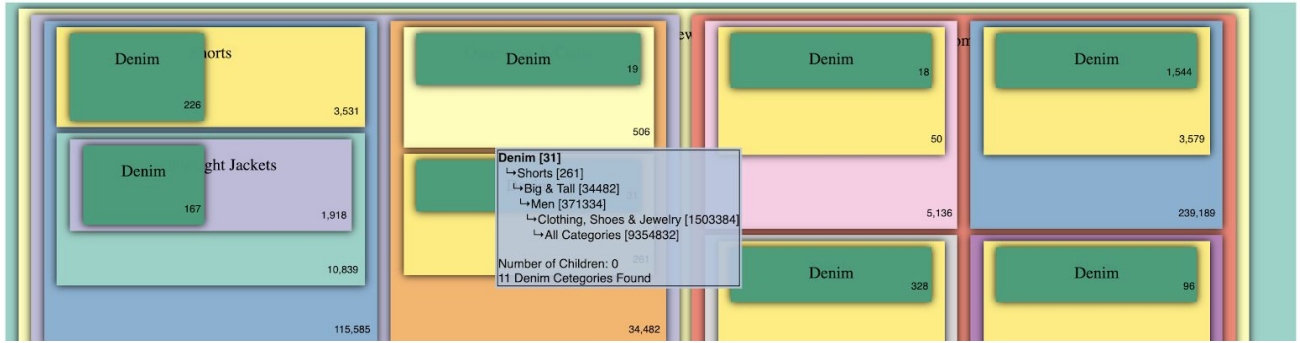 Denim
horts
226
3,531
Denim
ght Jackets
167
1,918
10,839
115,585
Denim
19
506
31
261
34,482
Denim [31]
↳Shorts [261]
↳Big & Tall [34482]
↳Men [371334]
↳Clothing, Shoes & Jewelry [1503384]
↳All Categories [9354832]
Number of Children: 0
11 Denim Cetegories Found
Denim
18
50
5,136
Denim
1,544
3,579
239,189
Denim
328
Denim
96